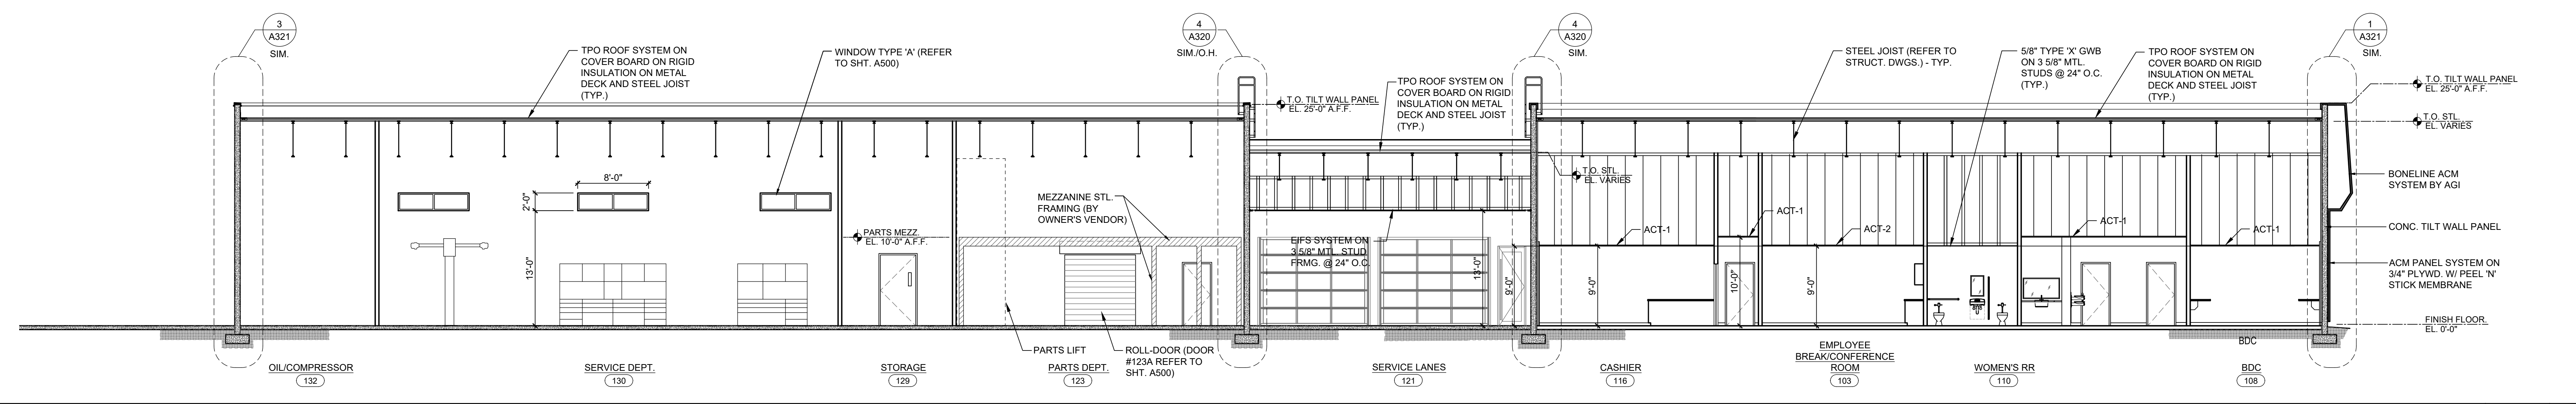 3
A321
SIM.
TPO ROOF SYSTEM ON
COVER BOARD ON RIGID
INSULATION ON METAL
DECK AND STEEL JOIST
(TYP.)
WINDOW TYPE 'A' (REFER
TO SHT. A500)
4
A320
SIM./O.H.
TPO ROOF SYSTEM ON
COVER BOARD ON RIGID
INSULATION ON METAL
DECK AND STEEL JOIST
(TYP.)
T.O. TILT WALL PANEL
EL. 25'-0" A.F.F.
4
A320
SIM.
STEEL JOIST (REFER TO
STRUCT. DWGS.) - TYP.
5/8" TYPE 'X' GWB
ON 3 5/8" MTL.
STUDS @ 24" O.C.
(TYP.)
TPO ROOF SYSTEM ON
COVER BOARD ON RIGID
INSULATION ON METAL
DECK AND STEEL JOIST
(TYP.)
1
A321
SIM.
T.O. TILT WALL PANEL
EL. 25'-0" A.F.F.
T.O. STL.
EL. VARIES
T.O. STL.
EL. VARIES
8'-0"
2'-0"
13'-0"
MEZZANINE STL.
FRAMING (BY
OWNER'S VENDOR)
PARTS MEZZ.
EL. 10'-0" A.F.F.
EIFS SYSTEM ON
3 5/8" MTL. STUD
FRMG. @ 24" O.C.
13'-0"
9'-0"
9'-0"
ACT-1
10'-0"
ACT-1
9'-0"
ACT-2
ACT-1
ACT-1
BONELINE ACM
SYSTEM BY AGI
CONC. TILT WALL PANEL
ACM PANEL SYSTEM ON
3/4" PLYWD. W/ PEEL 'N'
STICK MEMBRANE
FINISH FLOOR.
EL. 0'-0"
BDC
PARTS LIFT
ROLL-DOOR (DOOR
#123A REFER TO
SHT. A500)
OIL/COMPRESSOR
132
SERVICE DEPT.
130
STORAGE
129
PARTS DEPT.
123
SERVICE LANES
121
CASHIER
116
EMPLOYEE
BREAK/CONFERENCE
ROOM
103
WOMEN'S RR
110
BDC
108